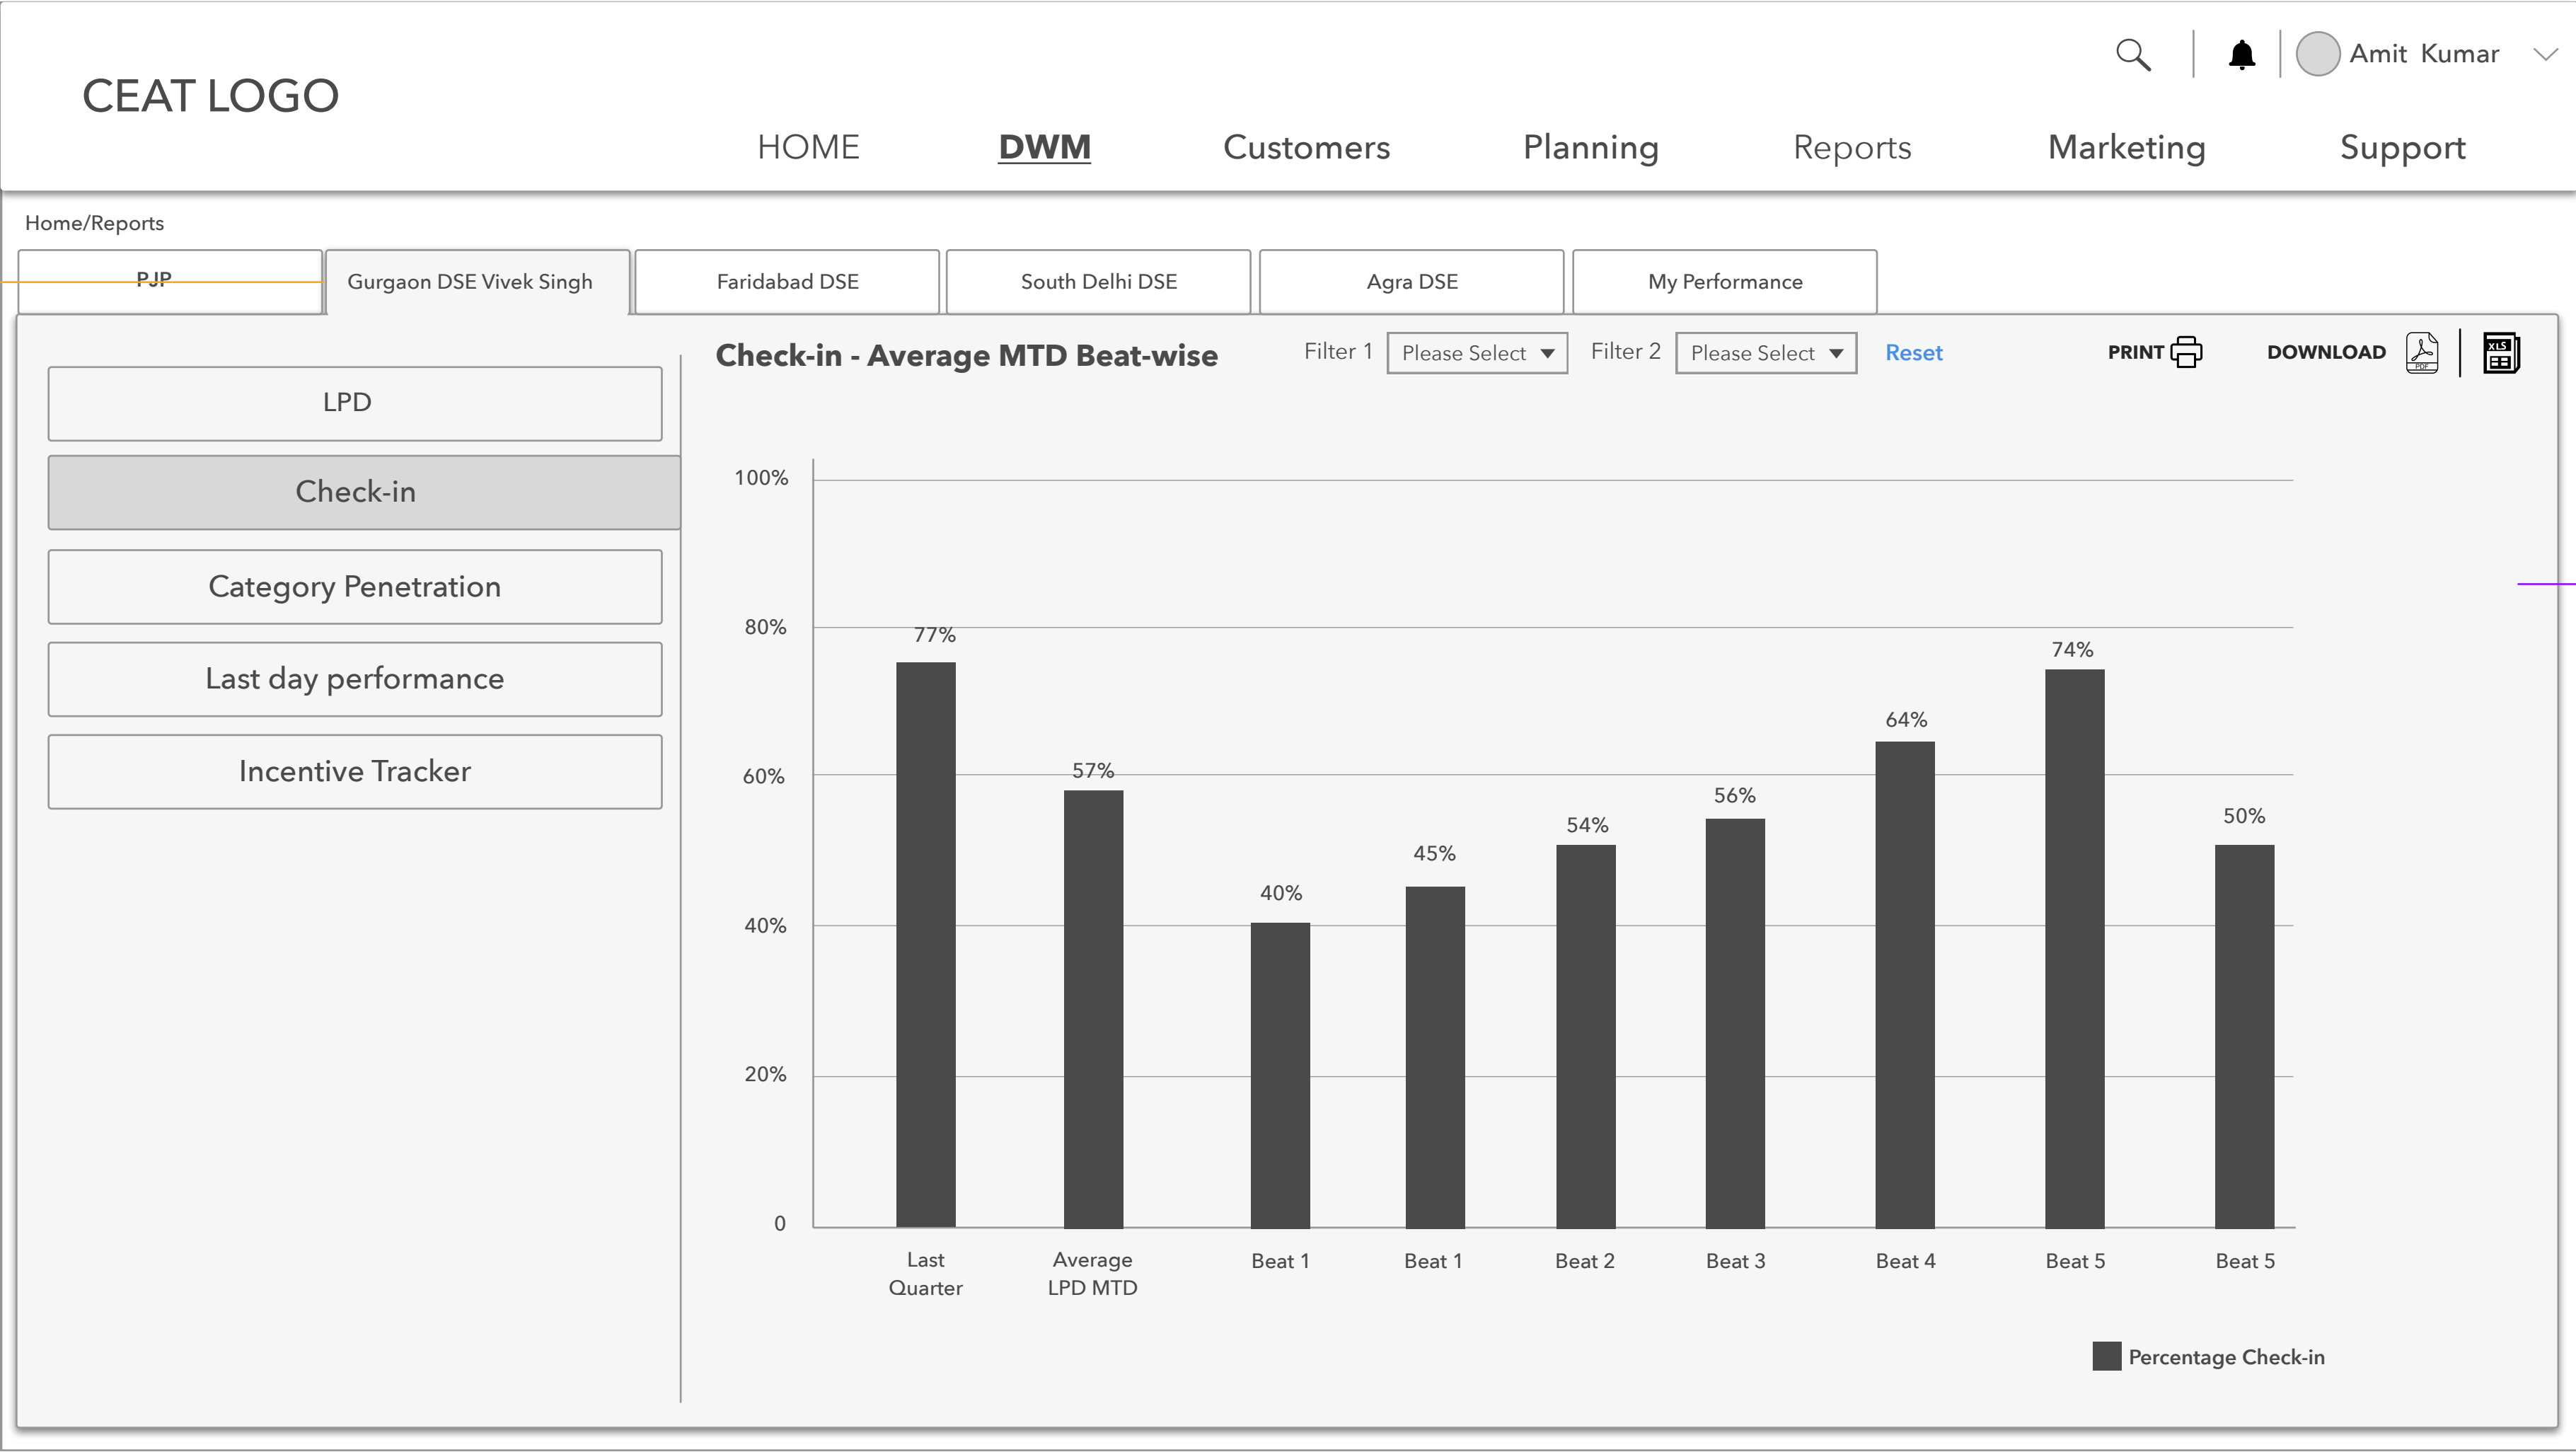 Amit Kumar
CEAT LOGO
HOME DWM Customers Planning Reports Marketing Support
Home/Reports
PJP Gurgaon DSE Vivek Singh Faridabad DSE South Delhi DSE Agra DSE My Performance
Check-in - Average MTD Beat-wise Filter 1 Please Select Filter 2 Please Select Reset PRINT DOWNLOAD PDF XLS
LPD
Check-in
Category Penetration
Last day performance
Incentive Tracker
100%
80%
60%
40%
20%
0
77%
57%
40%
45%
54%
56%
64%
74%
50%
Last
Quarter
Average
LPD MTD
Beat 1
Beat 1
Beat 2
Beat 3
Beat 4
Beat 5
Beat 5
Percentage Check-in